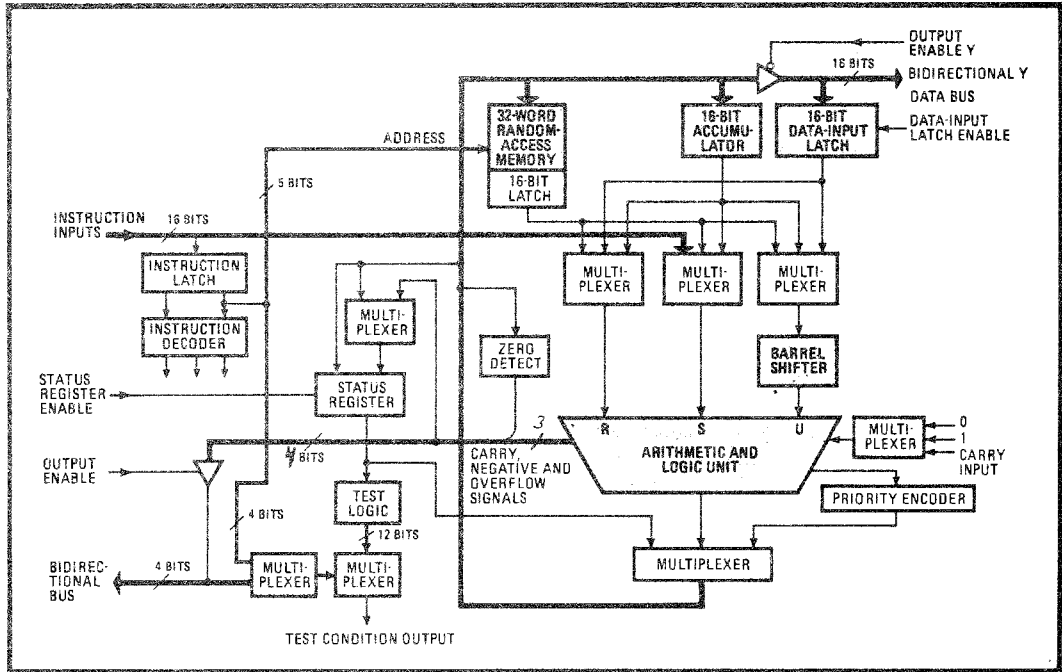 OUTPUT
ENABLE Y
16 BITS
BIDIRECTIONAL Y
DATA BUS
32-WORD
RANDOM-
ACCESS
MEMORY
16-BIT
LATCH
16-BIT
ACCUMU-
LATOR
16-BIT
DATA-INPUT
LATCH
DATA-INPUT
LATCH ENABLE
ADDRESS
5 BITS
INSTRUCTION
INPUTS
16 BITS
INSTRUCTION
LATCH
INSTRUCTION
DECODER
MULTI-
PLEXER
MULTI-
PLEXER
MULTI-
PLEXER
MULTI-
PLEXER
ZERO
DETECT
BARREL
SHIFTER
STATUS
REGISTER
ENABLE
STATUS
REGISTER
R S U
ARITHMETIC AND
LOGIC UNIT
MULTI-
PLEXER
0
1
CARRY
INPUT
3
4
BITS
CARRY,
NEGATIVE AND
OVERFLOW
SIGNALS
OUTPUT
ENABLE
PRIORITY ENCODER
TEST
LOGIC
4 BITS
12 BITS
BIDIREC-
TIONAL
BUS
4 BITS
MULTI-
PLEXER
MULTI-
PLEXER
MULTIPLEXER
TEST CONDITION OUTPUT